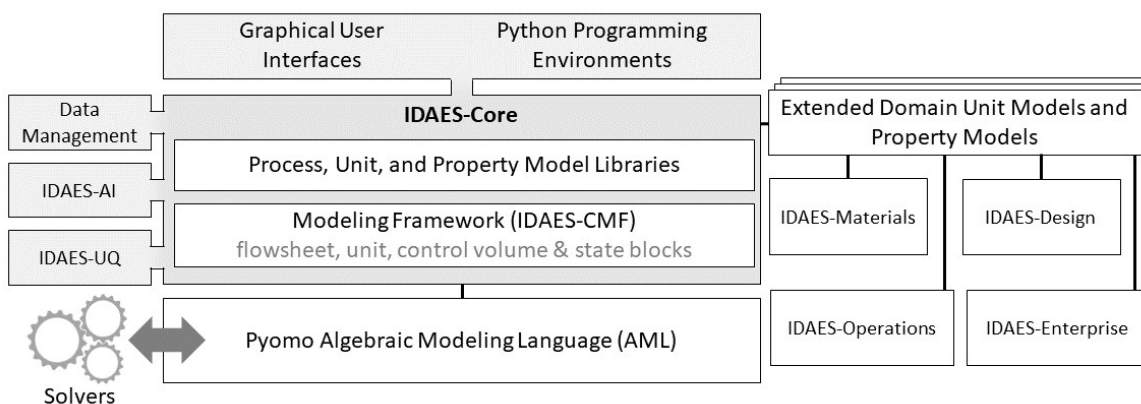 Graphical User
Interfaces
Python Programming
Environments
Data
Management
IDAES-Core
Extended Domain Unit Models and
Property Models
Process, Unit, and Property Model Libraries
IDAES-AI
IDAES-Materials
IDAES-Design
Modeling Framework (IDAES-CMF)
flowsheet, unit, control volume & state blocks
IDAES-UQ
Pyomo Algebraic Modeling Language (AML)
IDAES-Operations
IDAES-Enterprise
Solvers